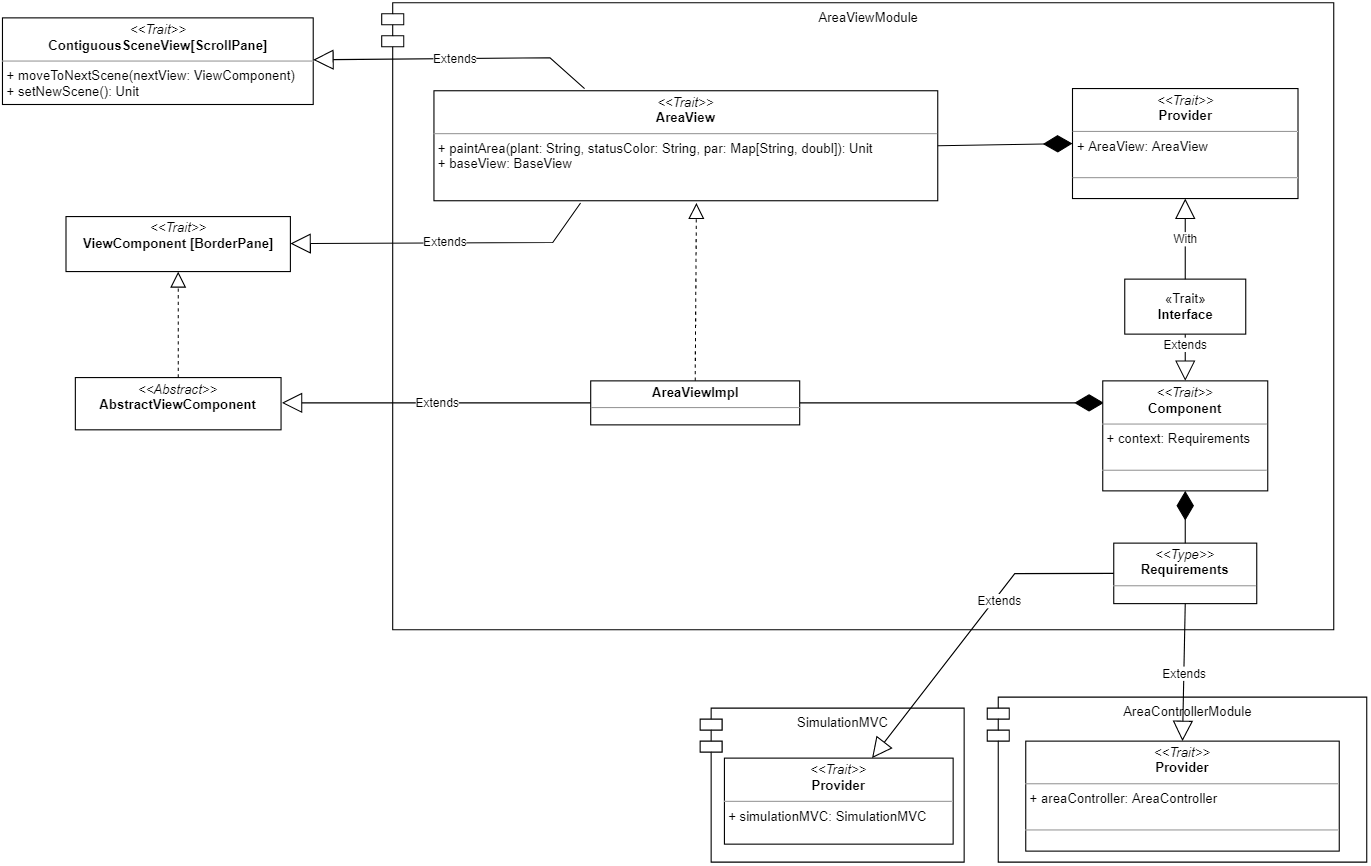 AreaViewModule
<<Trait>>
ContiguousSceneView[ScrollPane]
+ moveToNextScene(nextView: ViewComponent)
+ setNewScene(): Unit
Extends
<<Trait>>
AreaView
+ paintArea(plant: String, statusColor: String, par: Map[String, doubl]): Unit
+ baseView: BaseView
<<Trait>>
Provider
+ AreaView: AreaView
<<Trait>>
ViewComponent [BorderPane]
Extends
With
«Trait»
Interface
Extends
<<Abstract>>
AbstractViewComponent
Extends
AreaViewImpl
<<Trait>>
Component
+ context: Requirements
<<Type>>
Requirements
Extends
Extends
SimulationMVC
<<Trait>>
Provider
+ simulationMVC: SimulationMVC
AreaControllerModule
<<Trait>>
Provider
+ areaController: AreaController